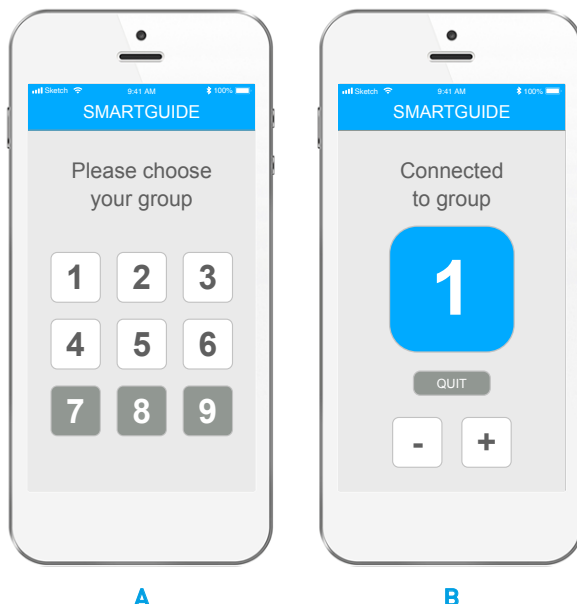 Sketch 9:41 AM 100%
SMARTGUIDE
Please choose
your group
1 2 3
4 5 6
7 8 9
A
Sketch 9:41 AM 100%
SMARTGUIDE
Connected
to group
1
QUIT
- +
B